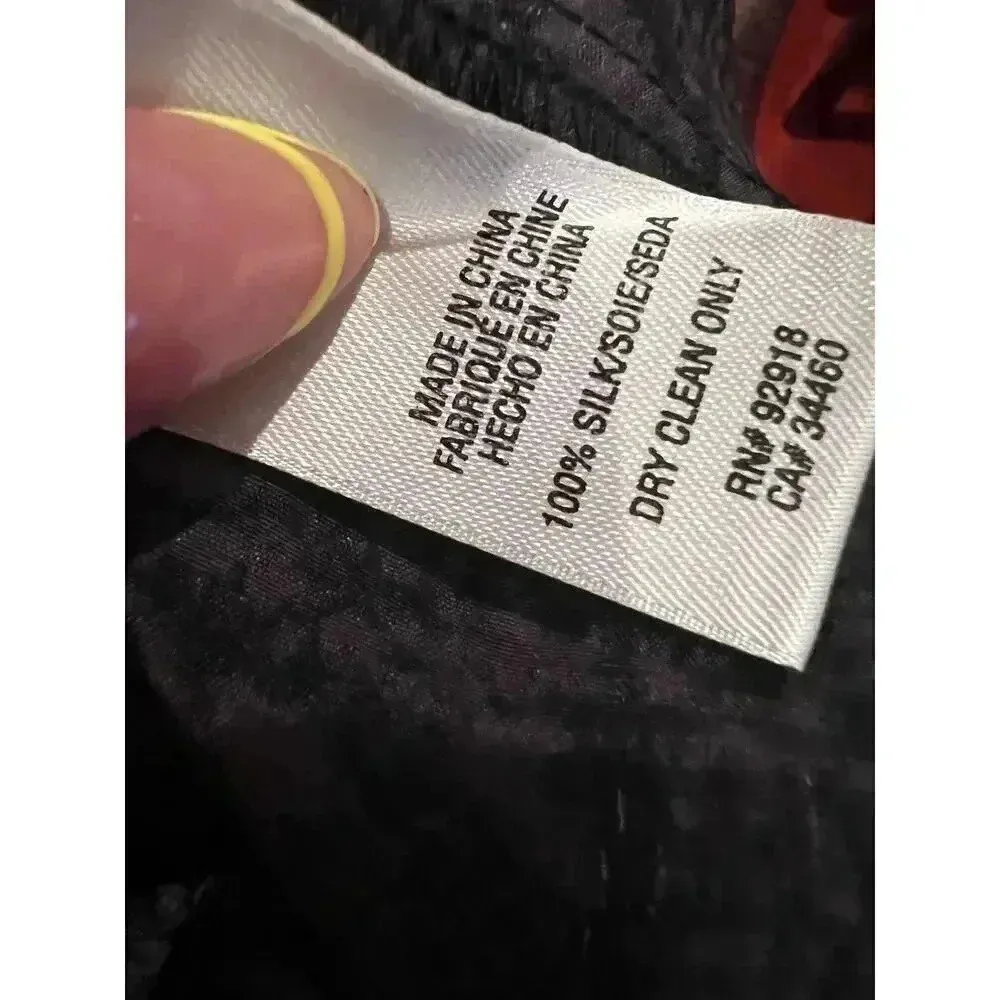 MADE IN CHINA
FABRIQUÉ EN CHINE
HECHO EN CHINA
100% SILK/SOIE/SEDA
DRY CLEAN ONLY
RN# 92918
CA# 34460